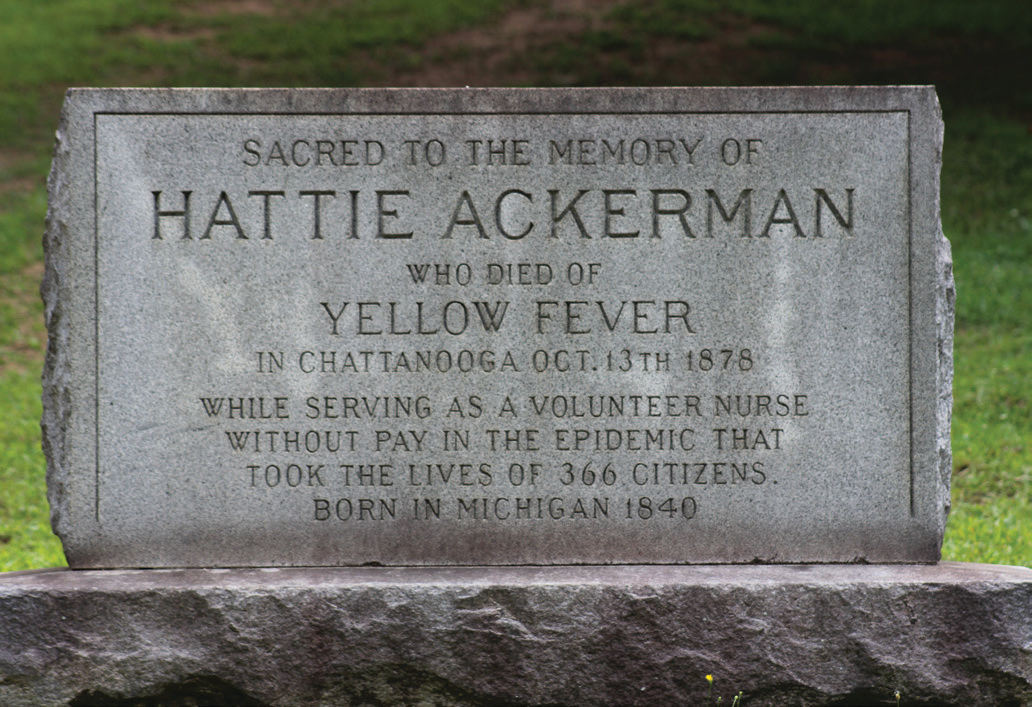 SACRED TO THE MEMORY OF
HATTIE ACKERMAN
WHO DIED OF
YELLOW FEVER
IN CHATTANOOGA OCT. 13TH 1878
WHILE SERVING AS A VOLUNTEER NURSE
WITHOUT PAY IN THE EPIDEMIC THAT
TOOK THE LIVES OF 366 CITIZENS.
BORN IN MICHIGAN 1840